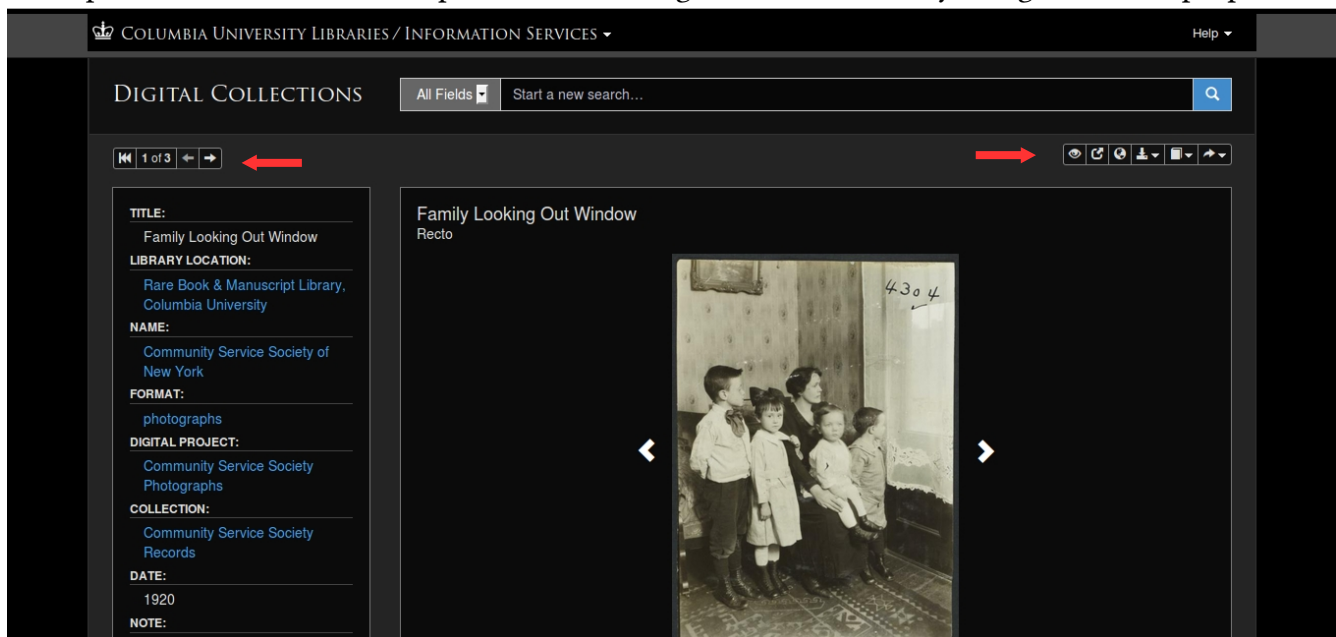 COLUMBIA UNIVERSITY LIBRARIES / INFORMATION SERVICES
Help
DIGITAL COLLECTIONS
All Fields
Start a new search...
1 of 3
TITLE:
Family Looking Out Window
LIBRARY LOCATION:
Rare Book & Manuscript Library,
Columbia University
NAME:
Community Service Society of
New York
FORMAT:
photographs
DIGITAL PROJECT:
Community Service Society
Photographs
COLLECTION:
Community Service Society
Records
DATE:
1920
NOTE:
Family Looking Out Window
Recto
4304